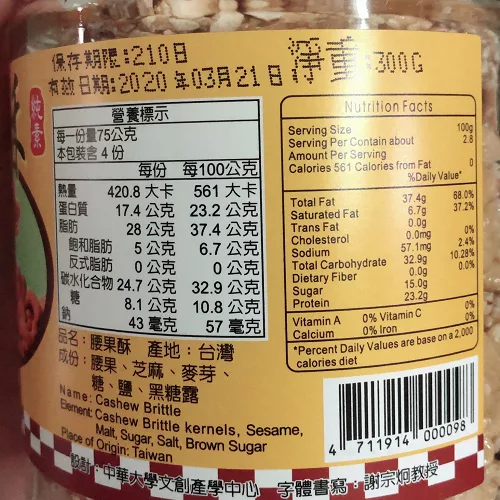 保存期限:210日
有效日期:2020年03月21日
淨重:300G
純素
營養標示
每一份量75公克
本包裝含 4 份
每份 每100公克
熱量 420.8 大卡 561 大卡
蛋白質 17.4 公克 23.2 公克
脂肪 28 公克 37.4 公克
飽和脂肪 5 公克 6.7 公克
反式脂肪 0 公克 0 公克
碳水化合物 24.7 公克 32.9 公克
糖 8.1 公克 10.8 公克
鈉 43 毫克 57 毫克
Nutrition Facts
Serving Size 100g
Serving Per Contain about 2.8
Amount Per Serving
Calories 561 Calories from Fat 0
%Daily Value*
Total Fat 37.4g 68.0%
Saturated Fat 6.7g 37.2%
Trans Fat 0.0g
Cholesterol 0.0mg 0%
Sodium 57.1mg 2.4%
Total Carbohydrate 32.9g 10.28%
Dietary Fiber 0.0g 0.0%
Sugar 15.0g
Protein 23.2g
Vitamin A 0% Vitamin C 0%
Calcium 0% Iron 0%
*Percent Daily Values are base on a 2,000
calories diet
品名:腰果酥 產地:台灣
成份:腰果、芝麻、麥芽、
糖、鹽、黑糖露
Name: Cashew Brittle
Element: Cashew Brittle kernels, Sesame,
Malt, Sugar, Salt, Brown Sugar
Place of Origin: Taiwan
4 711914 000098
設計:中華大學文創產學中心 字體書寫:謝宗炯教授